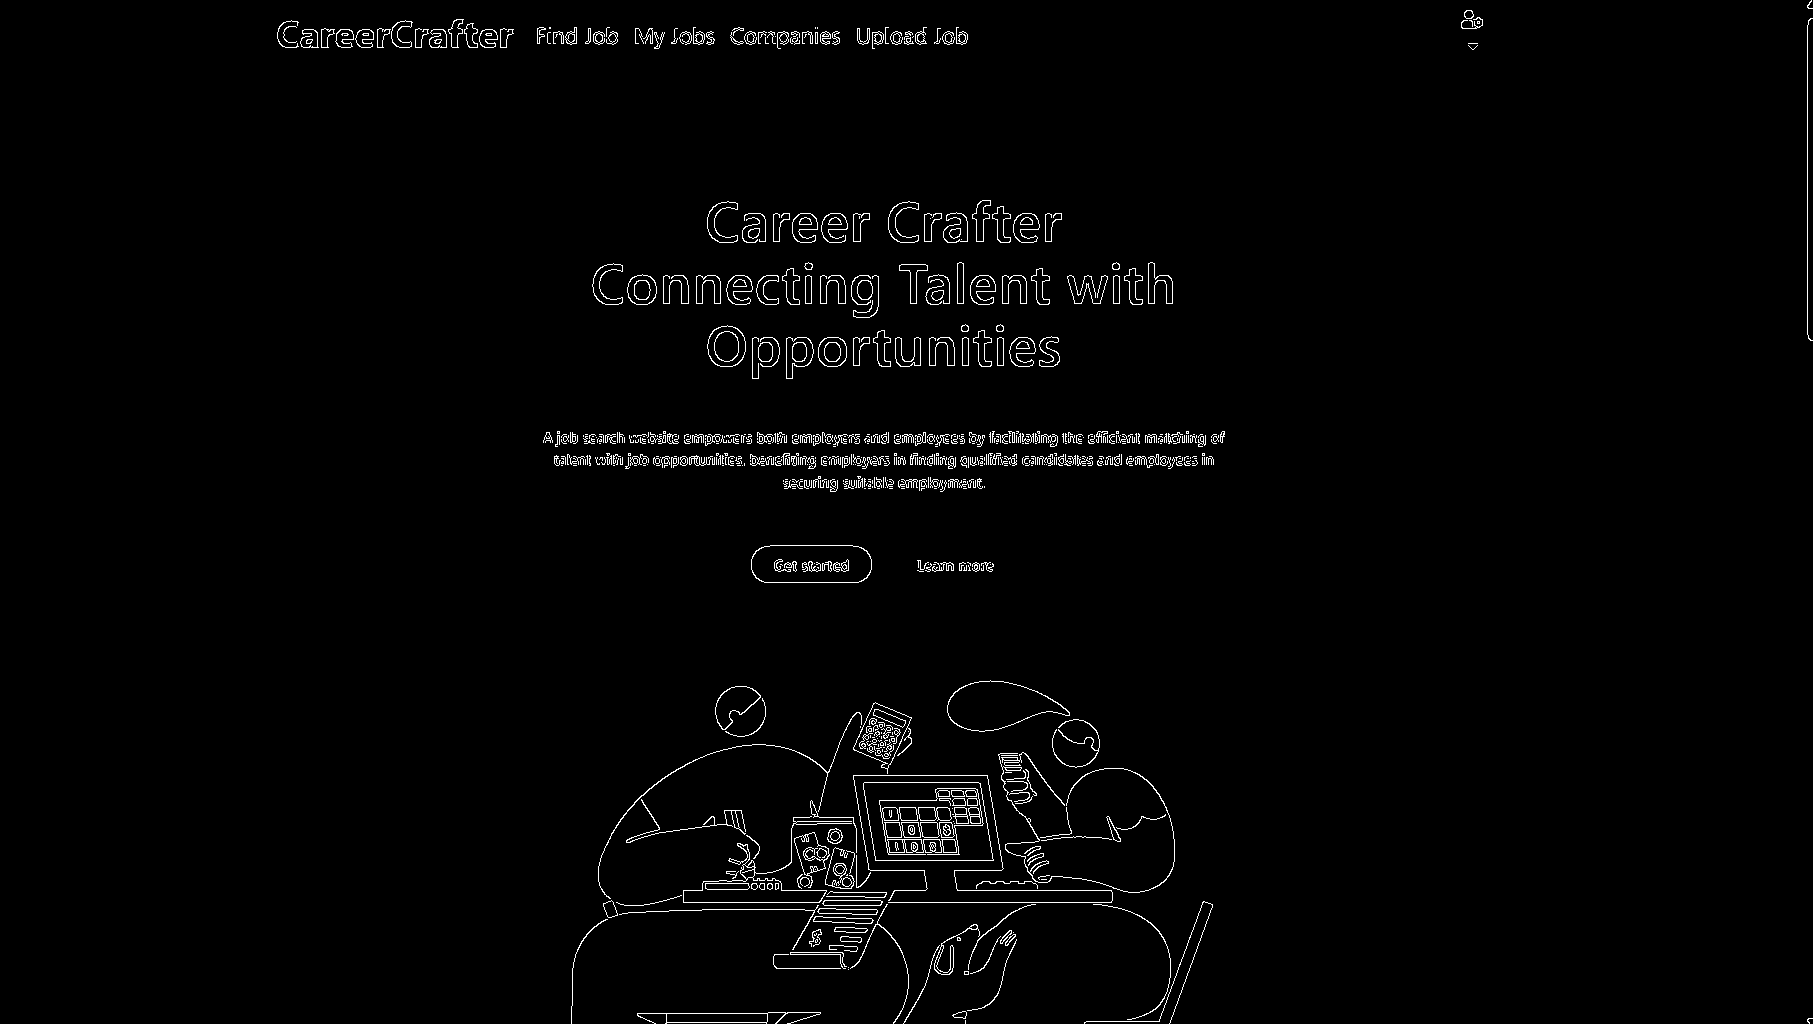 CareerCrafter Find Job My Jobs Companies Upload Job
Career Crafter
Connecting Talent with
Opportunities
A job search website empowers both employers and employees by facilitating the efficient matching of
talent with job opportunities, benefiting employers in finding qualified candidates and employees in
securing suitable employment.
Get started Learn more
$